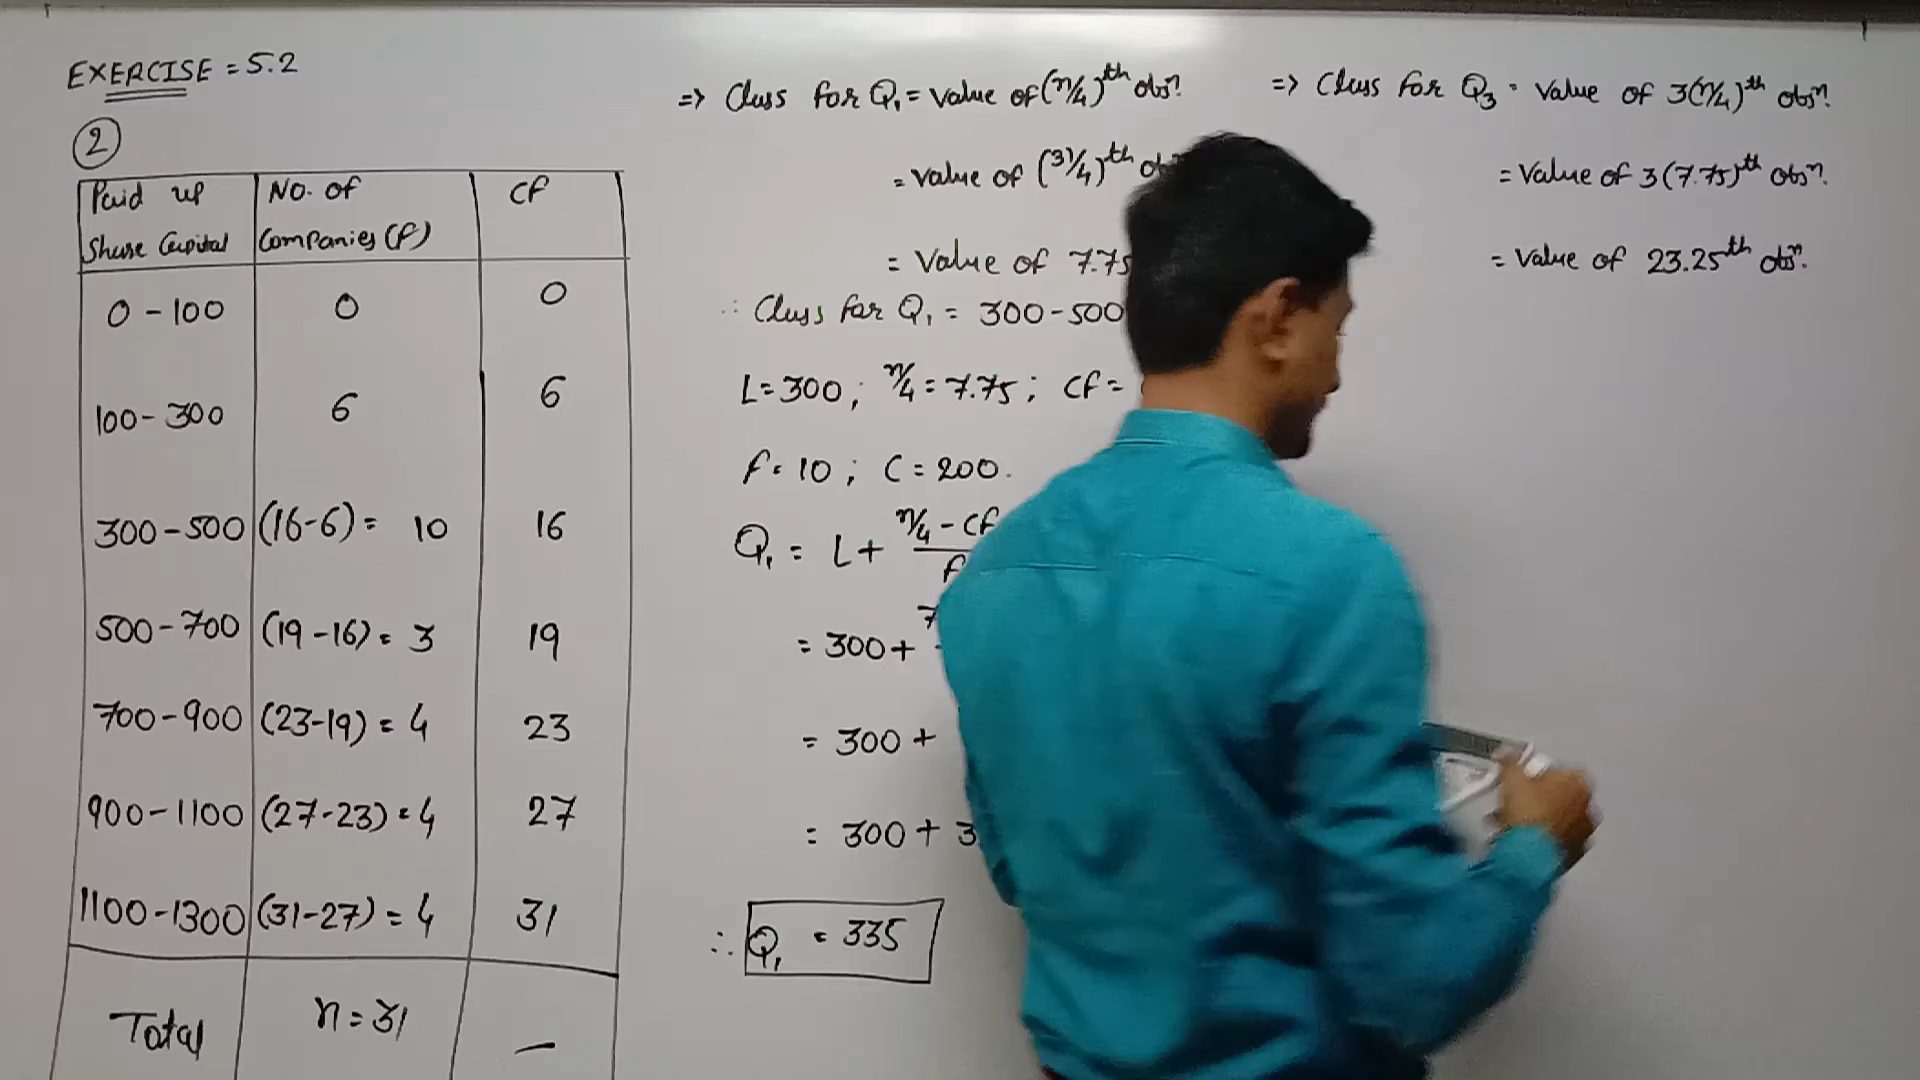 EXERCISE = 5.2
2
Paid up Share Capital | No. of Companies (f) | cf
0 - 100 | 0 | 0
100 - 300 | 6 | 6
300 - 500 | (16-6) = 10 | 16
500 - 700 | (19-16) = 3 | 19
700 - 900 | (23-19) = 4 | 23
900 - 1100 | (27-23) = 4 | 27
1100 - 1300 | (31-27) = 4 | 31
Total | n = 31 | —
=> Class for Q₁ = Value of (n/4)th obsn.
= Value of (31/4)th
= Value of 7.75
∴ Class for Q₁ = 300-500
L = 300 ; n/4 = 7.75 ; cf =
f = 10 ; C = 200.
Q₁ = L + n/4 - cf / f
= 300 + 7
= 300 +
= 300 + 3
∴ Q₁ = 335
=> Class for Q₃ = Value of 3(n/4)th obsn.
= Value of 3(7.75)th obsn.
= Value of 23.25th obsn.